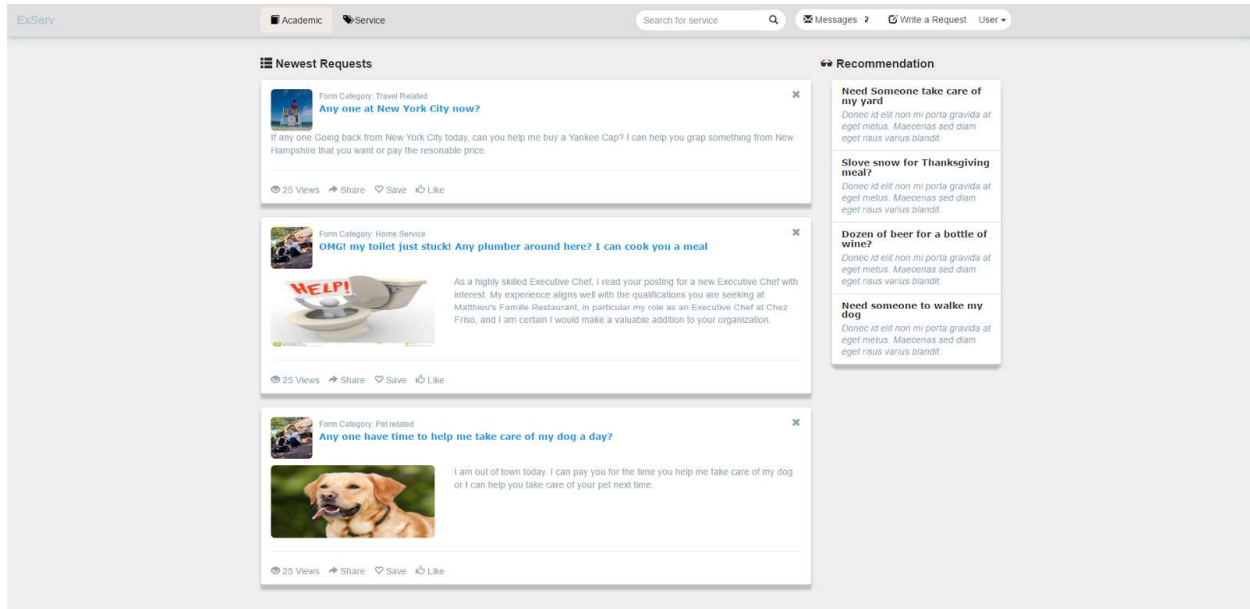 ExServ
Academic
Service
Search for service
Messages 2
Write a Request
User
Newest Requests
Form Category: Travel Related
Any one at New York City now?
If any one Going back from New York City today, can you help me buy a Yankee Cap? I can help you grap something from New
Hampshire that you want or pay the resonable price.
25 Views Share Save Like
Form Category: Home Service
OMG! my toilet just stuck! Any plumber around here? I can cook you a meal
HELP!
As a highly skilled Executive Chef, I read your posting for a new Executive Chef with
interest. My experience aligns well with the qualifications you are seeking at
Matthieu's Famille Restaurant, in particular my role as an Executive Chef at Chez
Friso, and I am certain I would make a valuable addition to your organization.
25 Views Share Save Like
Form Category: Pet related
Any one have time to help me take care of my dog a day?
I am out of town today, I can pay you for the time you help me take care of my dog
or I can help you take care of your pet next time.
25 Views Share Save Like
Recommendation
Need Someone take care of
my yard
Donec id elit non mi porta gravida at
eget metus. Maecenas sed diam
eget risus varius blandit.
Slove snow for Thanksgiving
meal?
Donec id elit non mi porta gravida at
eget metus. Maecenas sed diam
eget risus varius blandit.
Dozen of beer for a bottle of
wine?
Donec id elit non mi porta gravida at
eget metus. Maecenas sed diam
eget risus varius blandit.
Need someone to walke my
dog
Donec id elit non mi porta gravida at
eget metus. Maecenas sed diam
eget risus varius blandit.